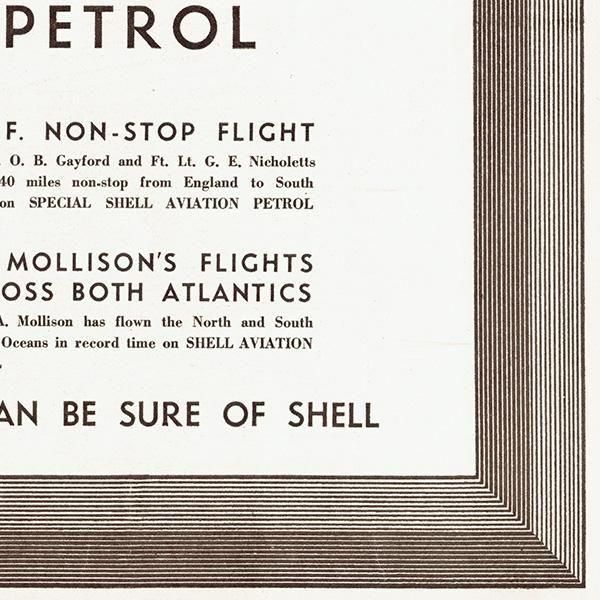 PETROL
F. NON-STOP FLIGHT
O. B. Gayford and Ft. Lt. G. E. Nicholetts
40 miles non-stop from England to South
on SPECIAL SHELL AVIATION PETROL
MOLLISON'S FLIGHTS
OSS BOTH ATLANTICS
A. Mollison has flown the North and South
Oceans in record time on SHELL AVIATION
AN BE SURE OF SHELL